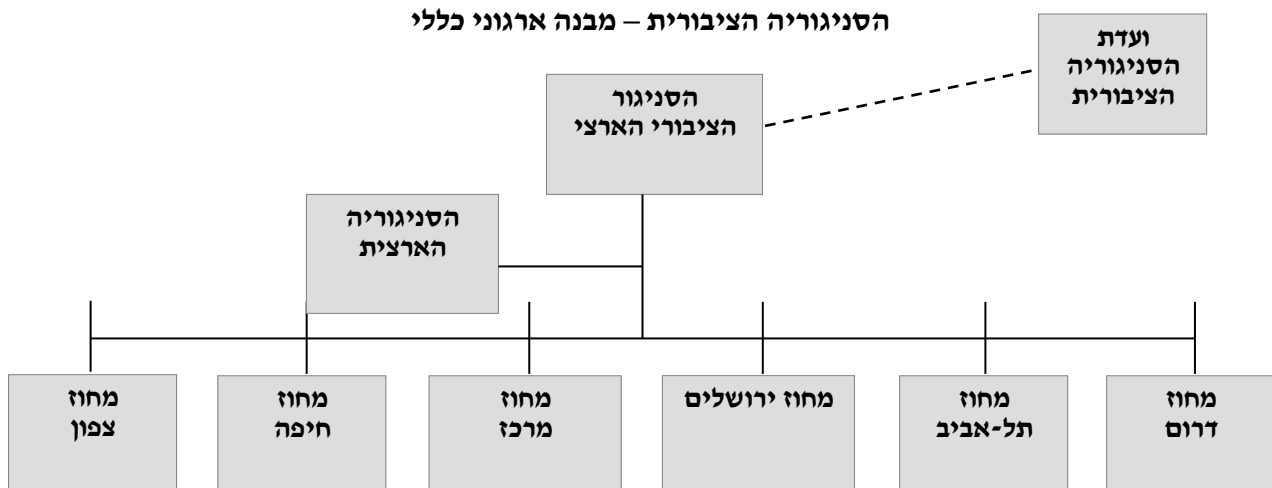 הסניגוריה הציבורית – מבנה ארגוני כללי
ועדת
הסניגוריה
הציבורית
הסניגור
הציבורי הארצי
הסניגוריה
הארצית
מחוז
דרום
מחוז
תל-אביב
מחוז ירושלים
מחוז
מרכז
מחוז
חיפה
מחוז
צפון